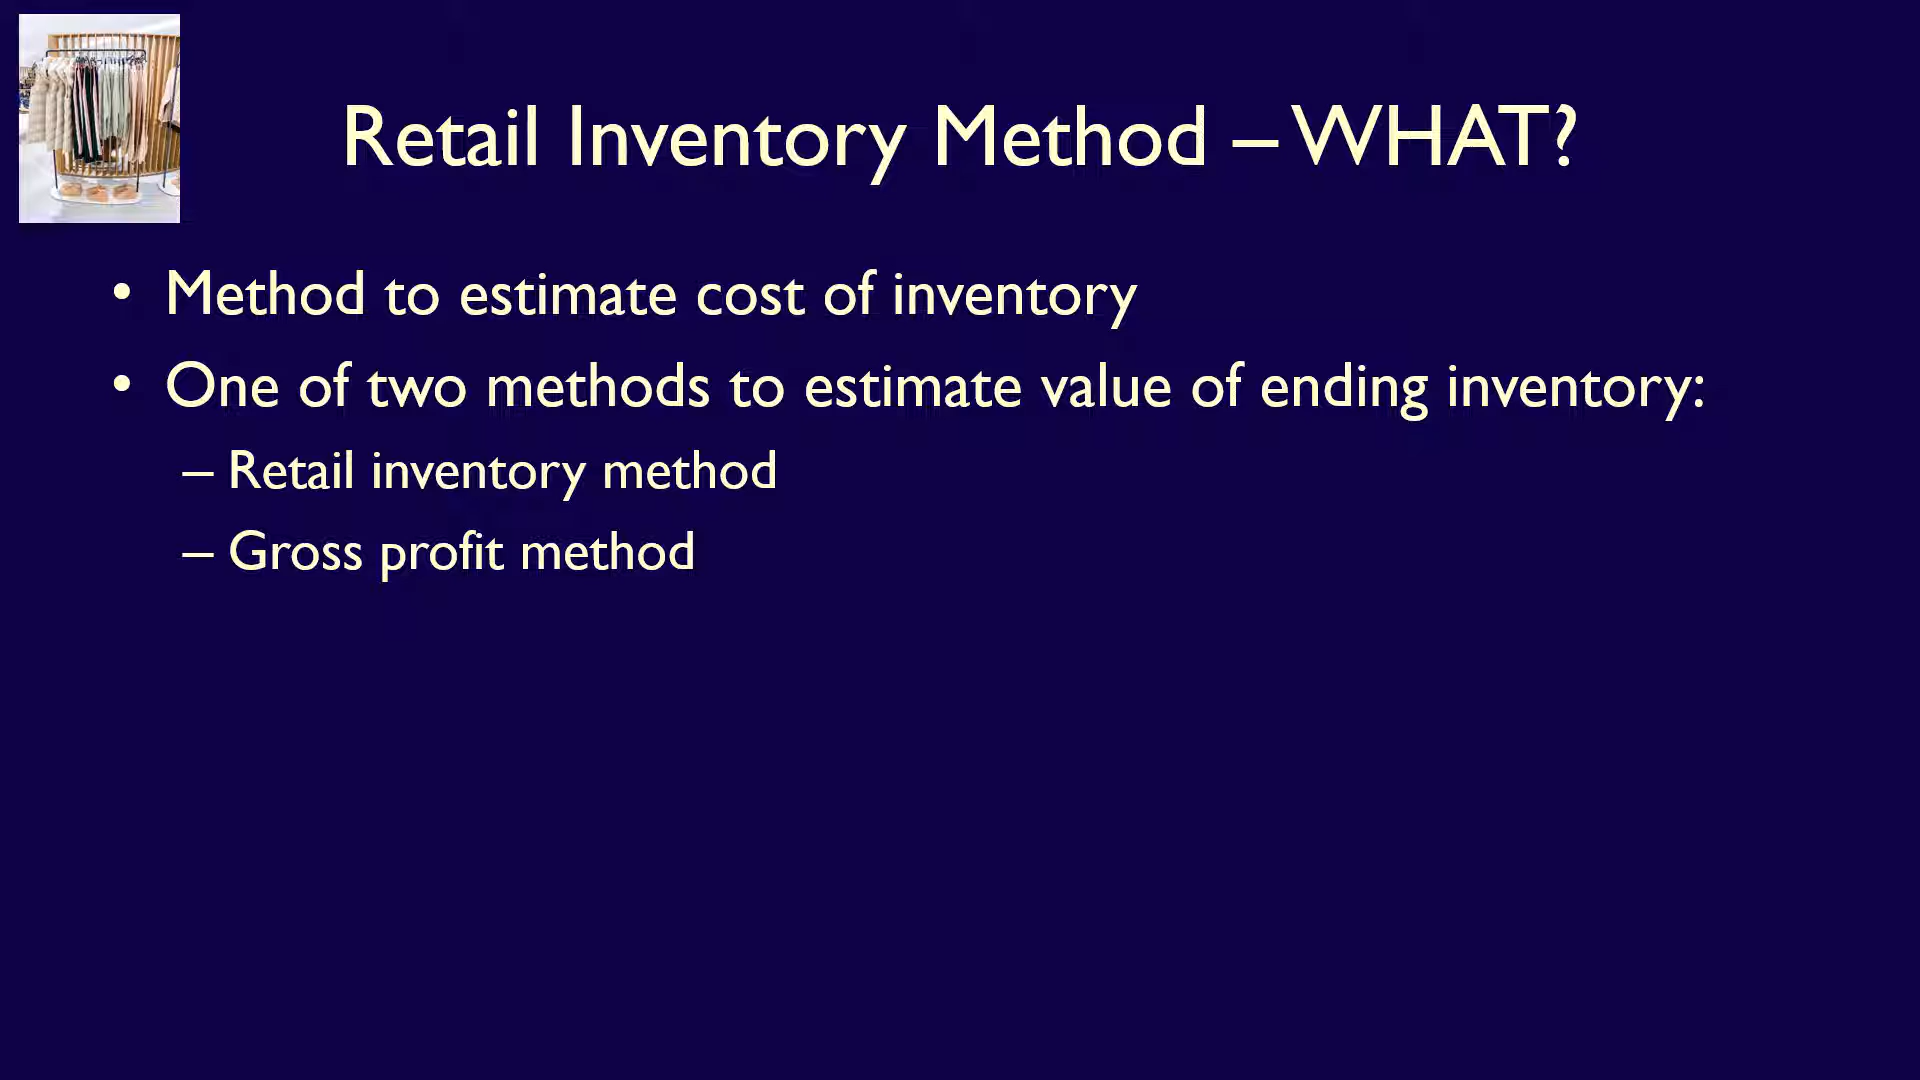 Retail Inventory Method – WHAT?
• Method to estimate cost of inventory
• One of two methods to estimate value of ending inventory:
– Retail inventory method
– Gross profit method